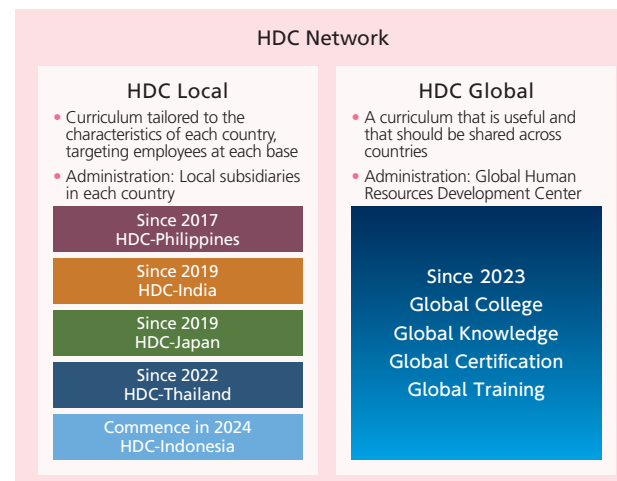 HDC Network
HDC Local
• Curriculum tailored to the
characteristics of each country,
targeting employees at each base
• Administration: Local subsidiaries
in each country
Since 2017
HDC-Philippines
Since 2019
HDC-India
Since 2019
HDC-Japan
Since 2022
HDC-Thailand
Commence in 2024
HDC-Indonesia
HDC Global
• A curriculum that is useful and
that should be shared across
countries
• Administration: Global Human
Resources Development Center
Since 2023
Global College
Global Knowledge
Global Certification
Global Training